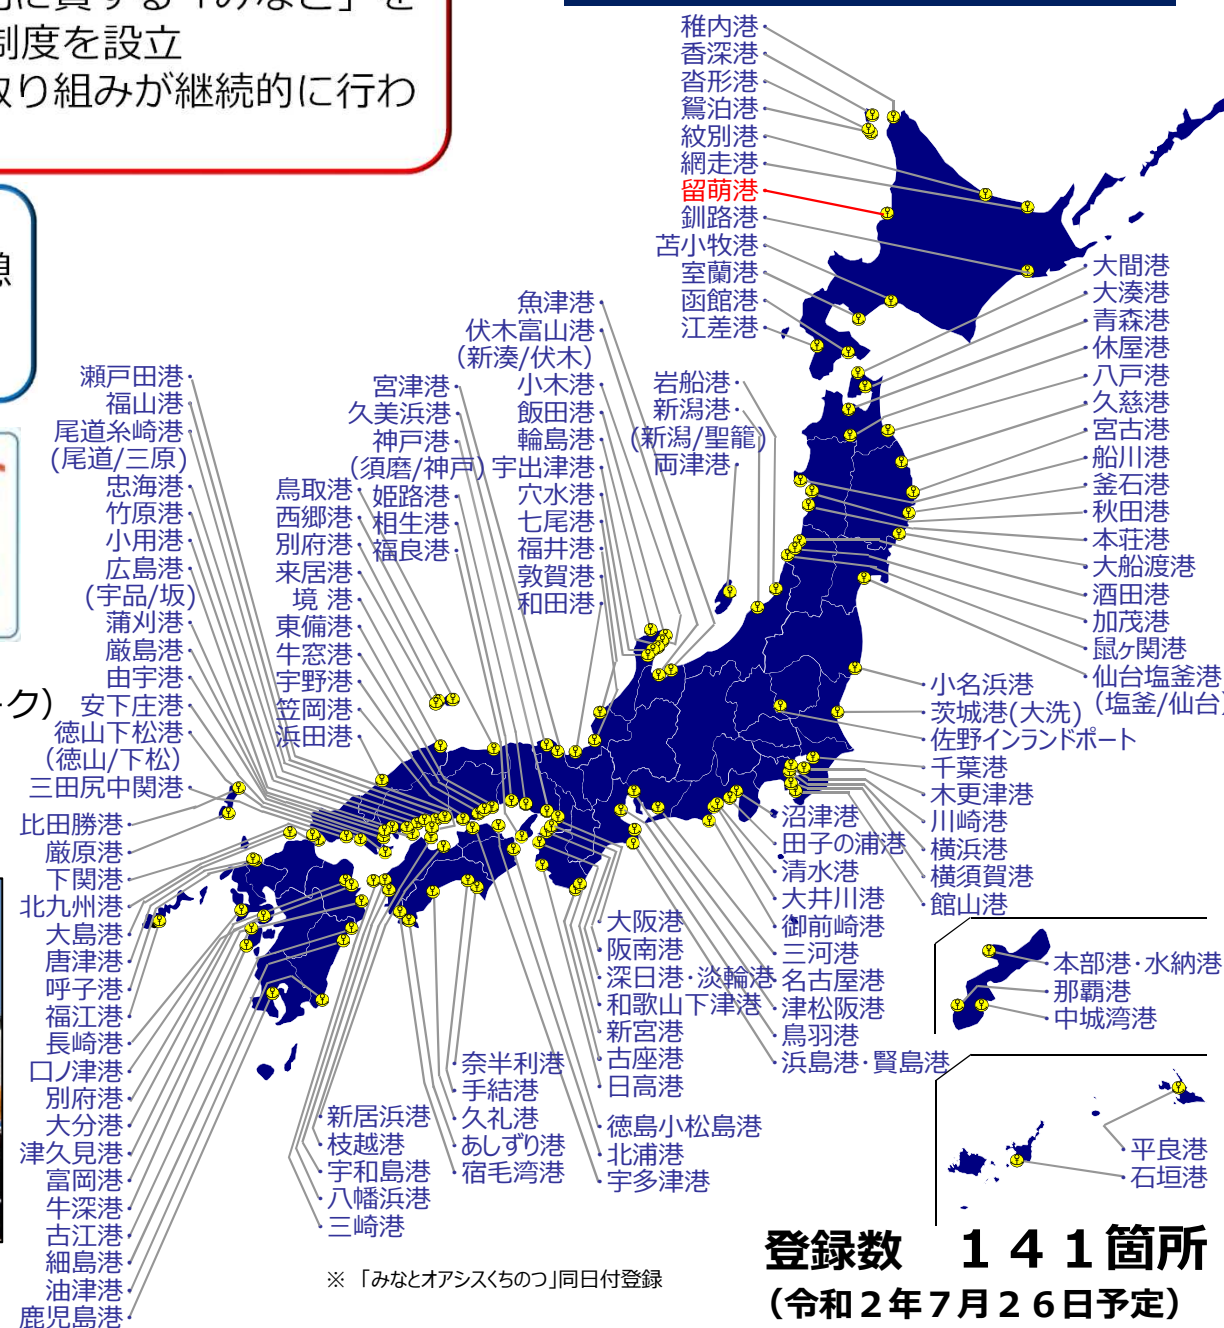 に資する「みなと」を
制度を設立
取り組みが継続的に行わ
憩
ーク)
稚内港
香深港
沓形港
鴛泊港
紋別港
網走港
留萌港
釧路港
苫小牧港
室蘭港
函館港
江差港
大間港
大湊港
青森港
休屋港
八戸港
久慈港
宮古港
船川港
釜石港
秋田港
本荘港
大船渡港
酒田港
加茂港
鼠ヶ関港
仙台塩釜港
(塩釜/仙台)
岩船港
新潟港
(新潟/聖籠)
両津港
魚津港
伏木富山港
(新湊/伏木)
小木港
飯田港
輪島港
宇出津港
穴水港
七尾港
福井港
敦賀港
和田港
宮津港
久美浜港
神戸港
(須磨/神戸)
姫路港
相生港
福良港
鳥取港
西郷港
別府港
来居港
境 港
東備港
牛窓港
宇野港
笠岡港
浜田港
瀬戸田港
福山港
尾道糸崎港
(尾道/三原)
忠海港
竹原港
小用港
広島港
(宇品/坂)
蒲刈港
厳島港
由宇港
安下庄港
徳山下松港
(徳山/下松)
三田尻中関港
比田勝港
厳原港
下関港
北九州港
大島港
唐津港
呼子港
福江港
長崎港
口ノ津港
別府港
大分港
津久見港
富岡港
牛深港
古江港
細島港
油津港
鹿児島港
新居浜港
枝越港
宇和島港
八幡浜港
三崎港
奈半利港
手結港
久礼港
あしずり港
宿毛湾港
大阪港
阪南港
深日港・淡輪港
和歌山下津港
新宮港
古座港
日高港
徳島小松島港
北浦港
宇多津港
小名浜港
茨城港(大洗)
佐野インランドポート
千葉港
木更津港
川崎港
横浜港
横須賀港
館山港
沼津港
田子の浦港
清水港
大井川港
御前崎港
三河港
名古屋港
津松阪港
鳥羽港
浜島港・賢島港
本部港・水納港
那覇港
中城湾港
平良港
石垣港
※ 「みなとオアシスくちのつ」同日付登録
登録数　１４１箇所
（令和２年７月２６日予定）